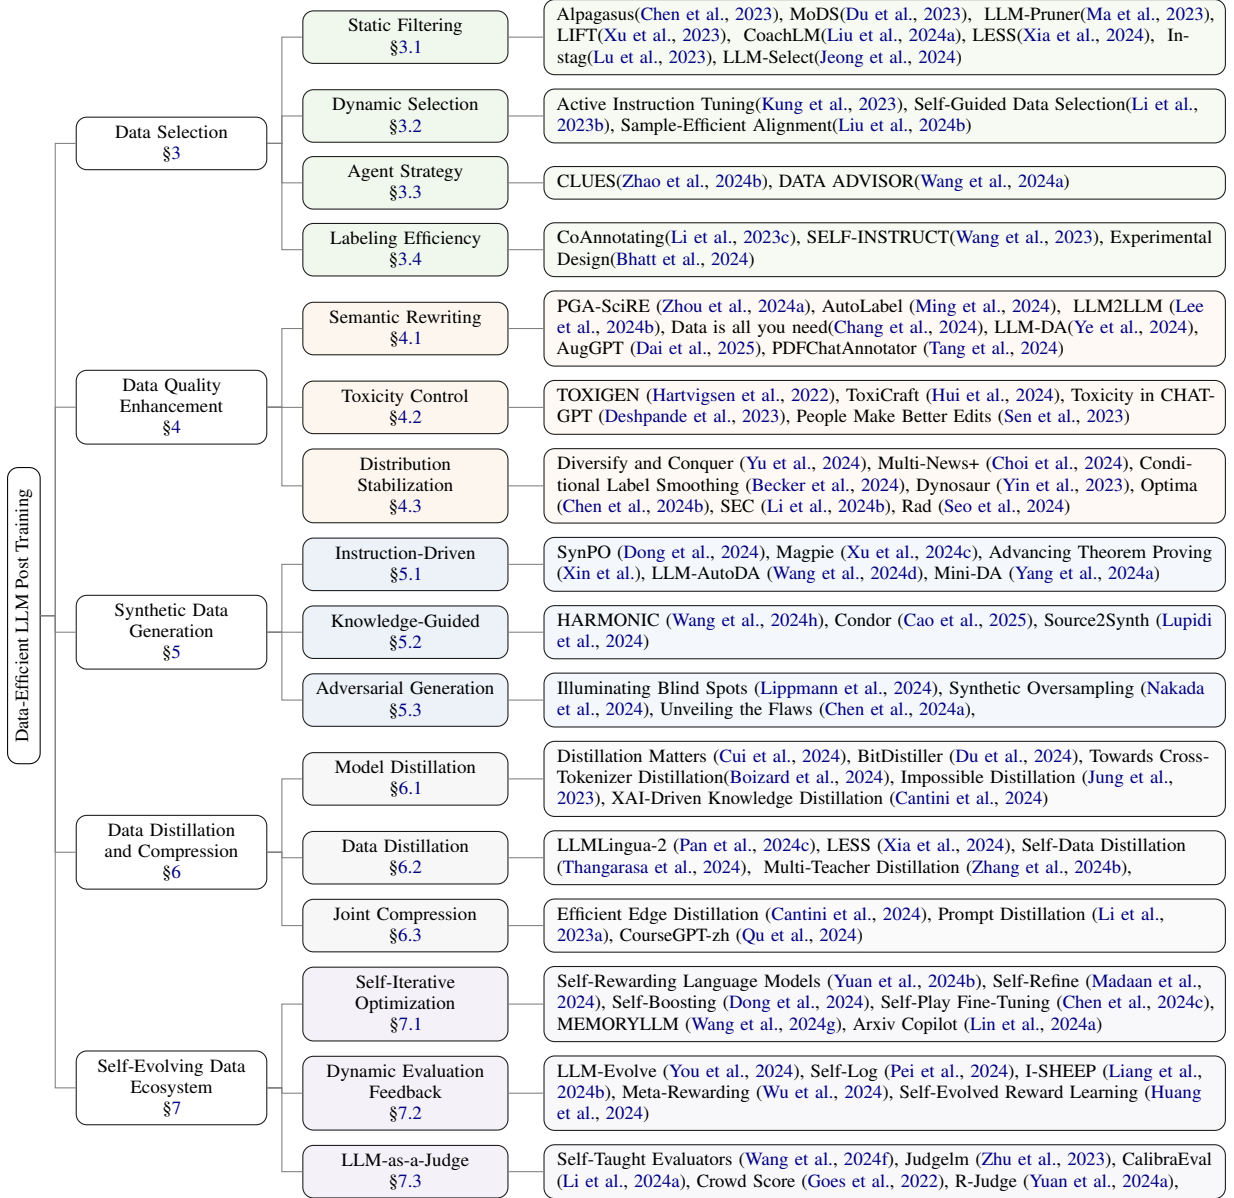 Data-Efficient LLM Post Training
Data Selection
§3
Static Filtering
§3.1
Alpagasus(Chen et al., 2023), MoDS(Du et al., 2023), LLM-Pruner(Ma et al., 2023),
LIFT(Xu et al., 2023), CoachLM(Liu et al., 2024a), LESS(Xia et al., 2024), In-
stag(Lu et al., 2023), LLM-Select(Jeong et al., 2024)
Dynamic Selection
§3.2
Active Instruction Tuning(Kung et al., 2023), Self-Guided Data Selection(Li et al.,
2023b), Sample-Efficient Alignment(Liu et al., 2024b)
Agent Strategy
§3.3
CLUES(Zhao et al., 2024b), DATA ADVISOR(Wang et al., 2024a)
Labeling Efficiency
§3.4
CoAnnotating(Li et al., 2023c), SELF-INSTRUCT(Wang et al., 2023), Experimental
Design(Bhatt et al., 2024)
Data Quality
Enhancement
§4
Semantic Rewriting
§4.1
PGA-SciRE (Zhou et al., 2024a), AutoLabel (Ming et al., 2024), LLM2LLM (Lee
et al., 2024b), Data is all you need(Chang et al., 2024), LLM-DA(Ye et al., 2024),
AugGPT (Dai et al., 2025), PDFChatAnnotator (Tang et al., 2024)
Toxicity Control
§4.2
TOXIGEN (Hartvigsen et al., 2022), ToxiCraft (Hui et al., 2024), Toxicity in CHAT-
GPT (Deshpande et al., 2023), People Make Better Edits (Sen et al., 2023)
Distribution
Stabilization
§4.3
Diversify and Conquer (Yu et al., 2024), Multi-News+ (Choi et al., 2024), Condi-
tional Label Smoothing (Becker et al., 2024), Dynosaur (Yin et al., 2023), Optima
(Chen et al., 2024b), SEC (Li et al., 2024b), Rad (Seo et al., 2024)
Synthetic Data
Generation
§5
Instruction-Driven
§5.1
SynPO (Dong et al., 2024), Magpie (Xu et al., 2024c), Advancing Theorem Proving
(Xin et al.), LLM-AutoDA (Wang et al., 2024d), Mini-DA (Yang et al., 2024a)
Knowledge-Guided
§5.2
HARMONIC (Wang et al., 2024h), Condor (Cao et al., 2025), Source2Synth (Lupidi
et al., 2024)
Adversarial Generation
§5.3
Illuminating Blind Spots (Lippmann et al., 2024), Synthetic Oversampling (Nakada
et al., 2024), Unveiling the Flaws (Chen et al., 2024a),
Data Distillation
and Compression
§6
Model Distillation
§6.1
Distillation Matters (Cui et al., 2024), BitDistiller (Du et al., 2024), Towards Cross-
Tokenizer Distillation(Boizard et al., 2024), Impossible Distillation (Jung et al.,
2023), XAI-Driven Knowledge Distillation (Cantini et al., 2024)
Data Distillation
§6.2
LLMLingua-2 (Pan et al., 2024c), LESS (Xia et al., 2024), Self-Data Distillation
(Thangarasa et al., 2024), Multi-Teacher Distillation (Zhang et al., 2024b),
Joint Compression
§6.3
Efficient Edge Distillation (Cantini et al., 2024), Prompt Distillation (Li et al.,
2023a), CourseGPT-zh (Qu et al., 2024)
Self-Evolving Data
Ecosystem
§7
Self-Iterative
Optimization
§7.1
Self-Rewarding Language Models (Yuan et al., 2024b), Self-Refine (Madaan et al.,
2024), Self-Boosting (Dong et al., 2024), Self-Play Fine-Tuning (Chen et al., 2024c),
MEMORYLLM (Wang et al., 2024g), Arxiv Copilot (Lin et al., 2024a)
Dynamic Evaluation
Feedback
§7.2
LLM-Evolve (You et al., 2024), Self-Log (Pei et al., 2024), I-SHEEP (Liang et al.,
2024b), Meta-Rewarding (Wu et al., 2024), Self-Evolved Reward Learning (Huang
et al., 2024)
LLM-as-a-Judge
§7.3
Self-Taught Evaluators (Wang et al., 2024f), Judgelm (Zhu et al., 2023), CalibraEval
(Li et al., 2024a), Crowd Score (Goes et al., 2022), R-Judge (Yuan et al., 2024a),